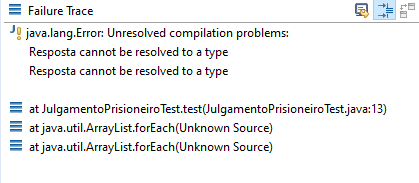 Failure Trace
java.lang.Error: Unresolved compilation problems:
Resposta cannot be resolved to a type
Resposta cannot be resolved to a type
at JulgamentoPrisioneiroTest.test(JulgamentoPrisioneiroTest.java:13)
at java.util.ArrayList.forEach(Unknown Source)
at java.util.ArrayList.forEach(Unknown Source)